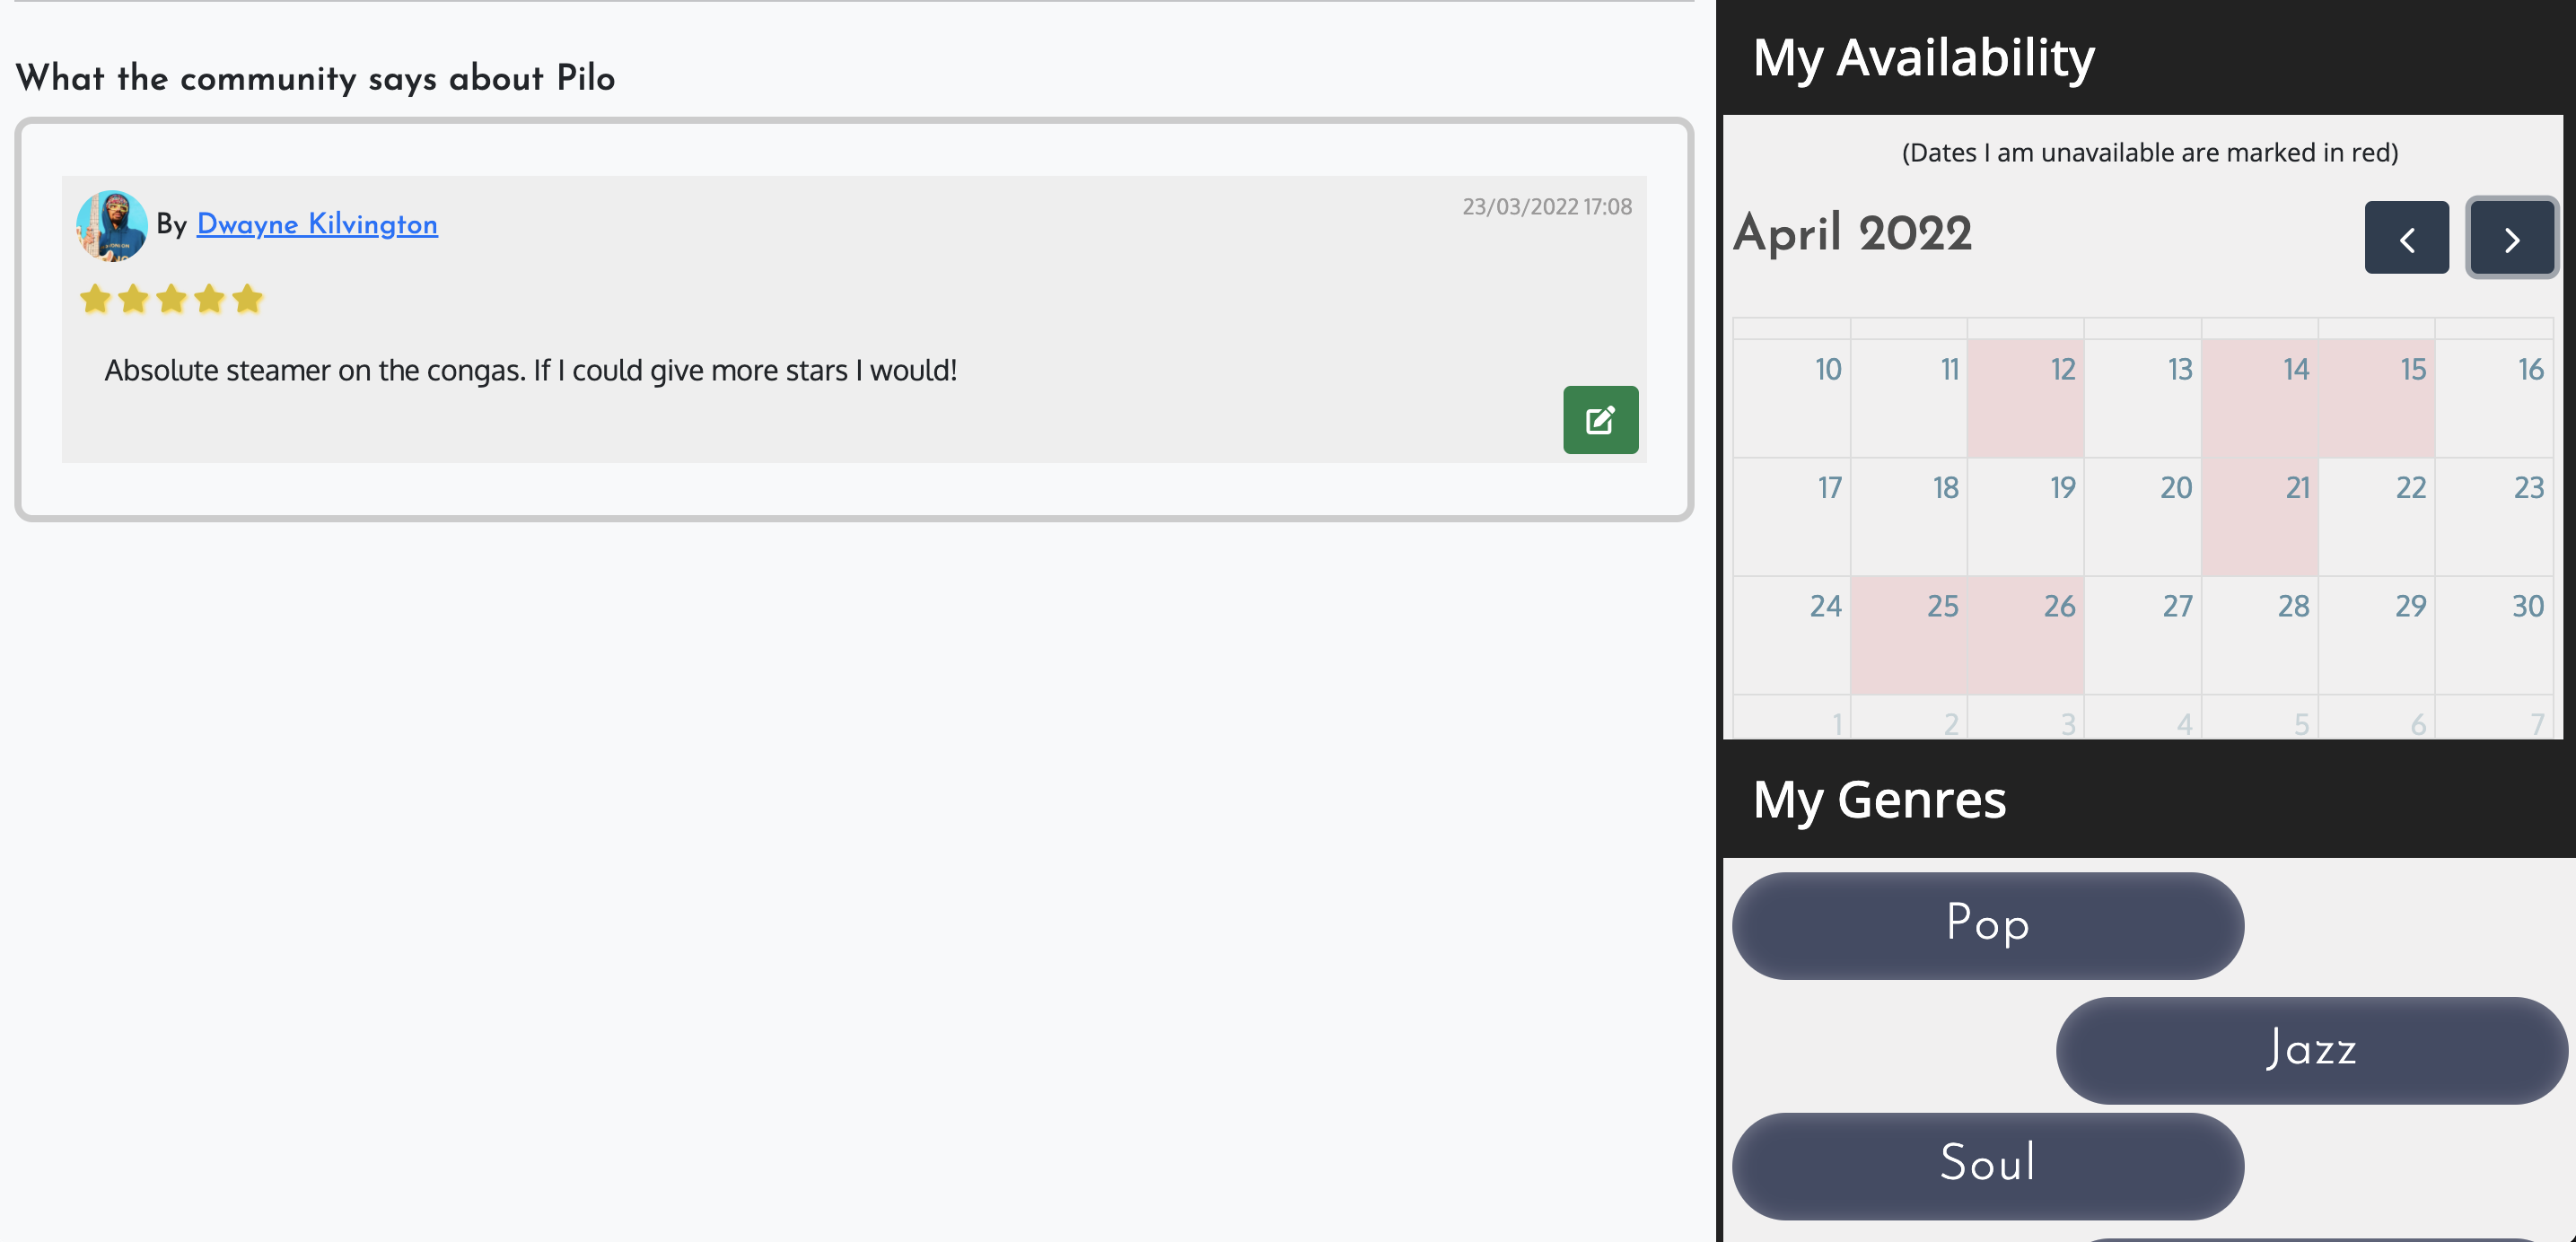 What the community says about Pilo
By Dwayne Kilvington
23/03/2022 17:08
Absolute steamer on the congas. If I could give more stars I would!
My Availability
(Dates I am unavailable are marked in red)
April 2022
10 11 12 13 14 15 16
17 18 19 20 21 22 23
24 25 26 27 28 29 30
1 2 3 4 5 6 7
My Genres
Pop
Jazz
Soul